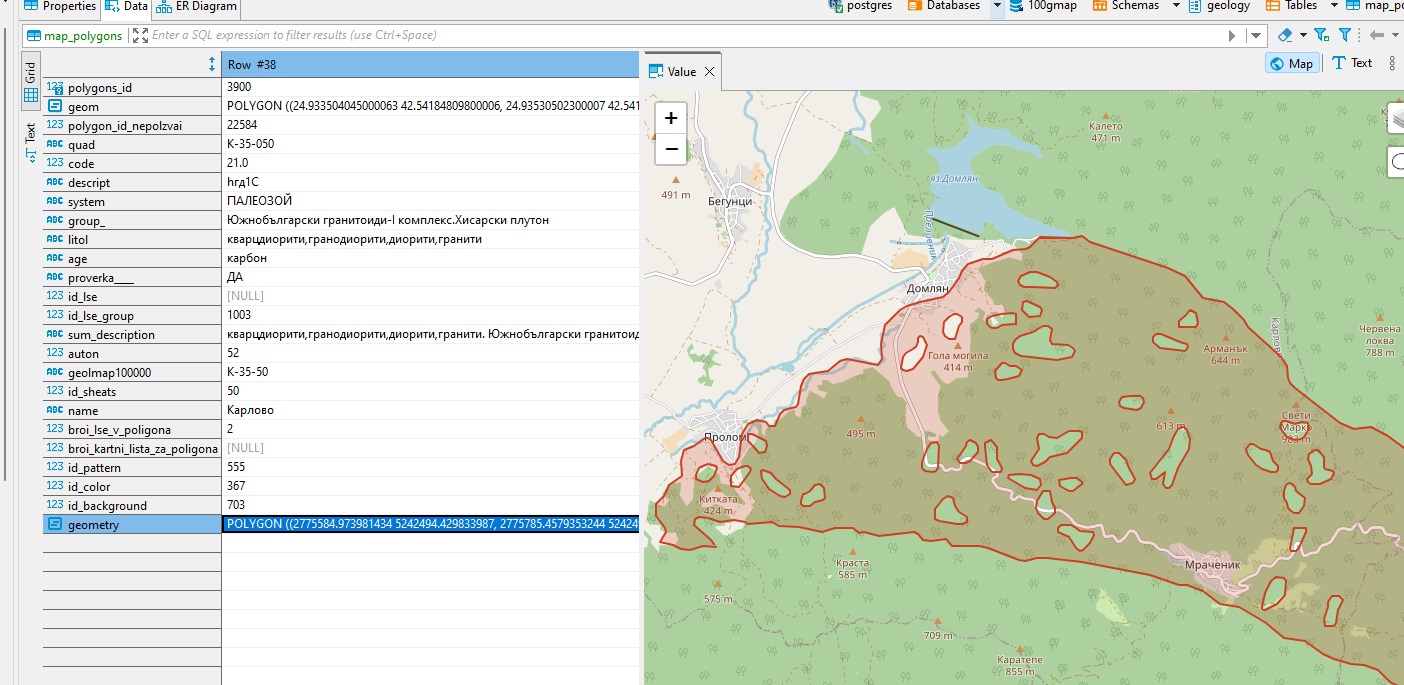 Properties Data ER Diagram postgres Databases 100gmap Schemas geology Tables map_po
map_polygons Enter a SQL expression to filter results (use Ctrl+Space)
Grid
Text
Row #38
123 polygons_id 3900
geom POLYGON ((24.933504045000063 42.54184809800006, 24.93530502300007 42.541
123 polygon_id_nepolzvai 22584
ABC quad K-35-050
123 code 21.0
ABC descript hгд1С
ABC system ПАЛЕОЗОЙ
ABC group_ Южнобългарски гранитоиди-I комплекс.Хисарски плутон
ABC litol кварцдиорити,гранодиорити,диорити,гранити
ABC age карбон
ABC proverka____ ДА
123 id_lse [NULL]
123 id_lse_group 1003
ABC sum_description кварцдиорити,гранодиорити,диорити,гранити. Южнобългарски гранитоид
123 auton 52
ABC geolmap100000 K-35-50
123 id_sheats 50
ABC name Карлово
123 broi_lse_v_poligona 2
ABC broi_kartni_lista_za_poligona [NULL]
123 id_pattern 555
123 id_color 367
123 id_background 703
geometry POLYGON ((2775584.973981434 5242494.429833987, 2775785.4579353244 52424
Value
Map Text
+
−
Калето
471 m
яз.Домлян
491 m
Бегунци
Домлян
Гола могила
414 m
Карлово
Червена
локва
788 m
Арманък
644 m
Свети
Марко
983 m
613 m
495 m
Пролом
Китката
424 m
Краста
585 m
Мраченик
575 m
709 m
Каратепе
855 m